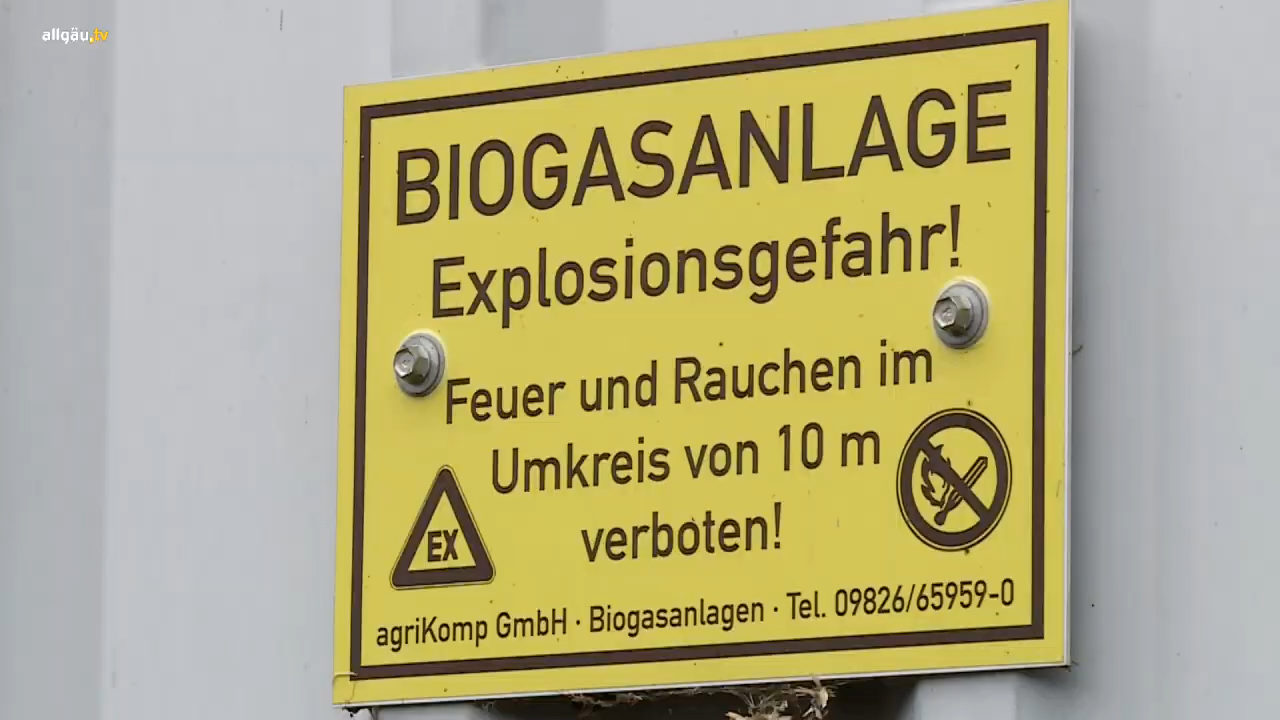 allgäu.tv
BIOGASANLAGE
Explosionsgefahr!
Feuer und Rauchen im
Umkreis von 10 m
verboten!
EX
agriKomp GmbH · Biogasanlagen · Tel. 09826/65959-0